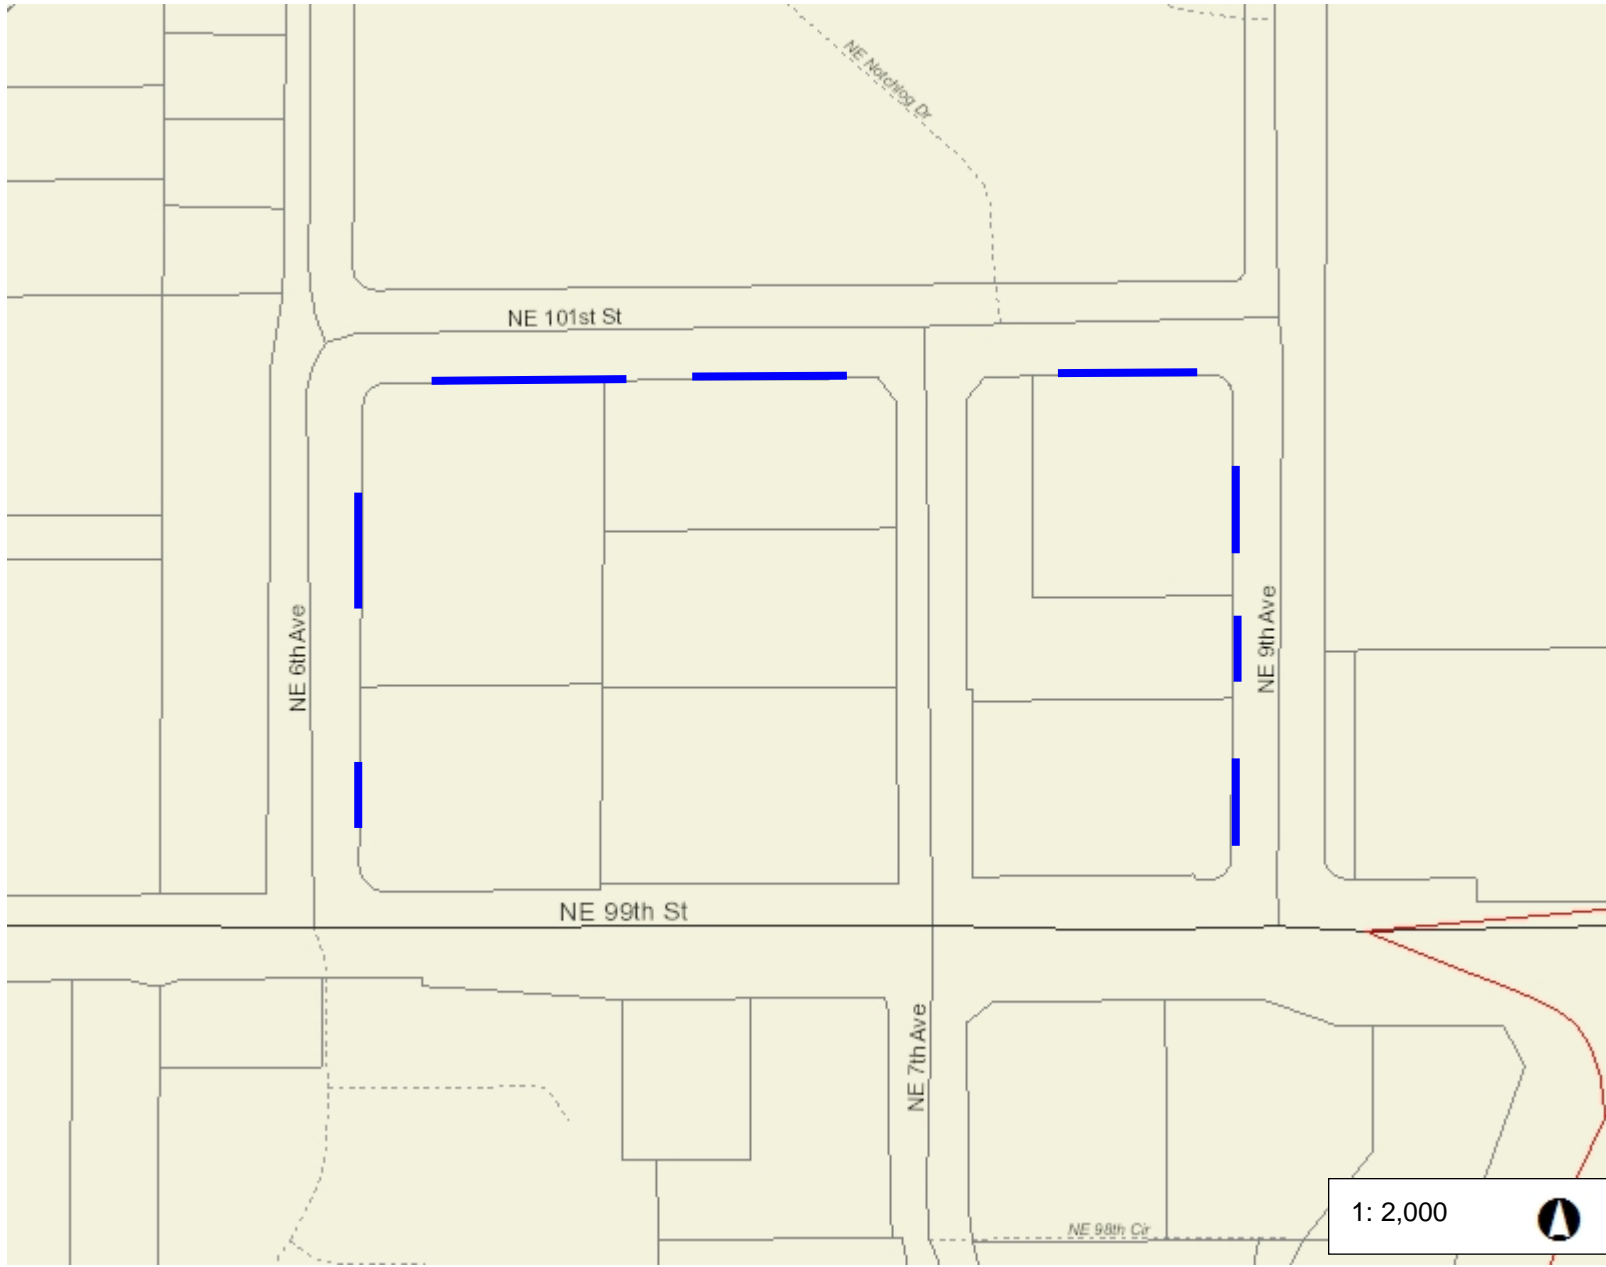 NE Notchlog Dr
NE 101st St
NE 6th Ave
NE 9th Ave
NE 99th St
NE 7th Ave
NE 98th Cir
1: 2,000